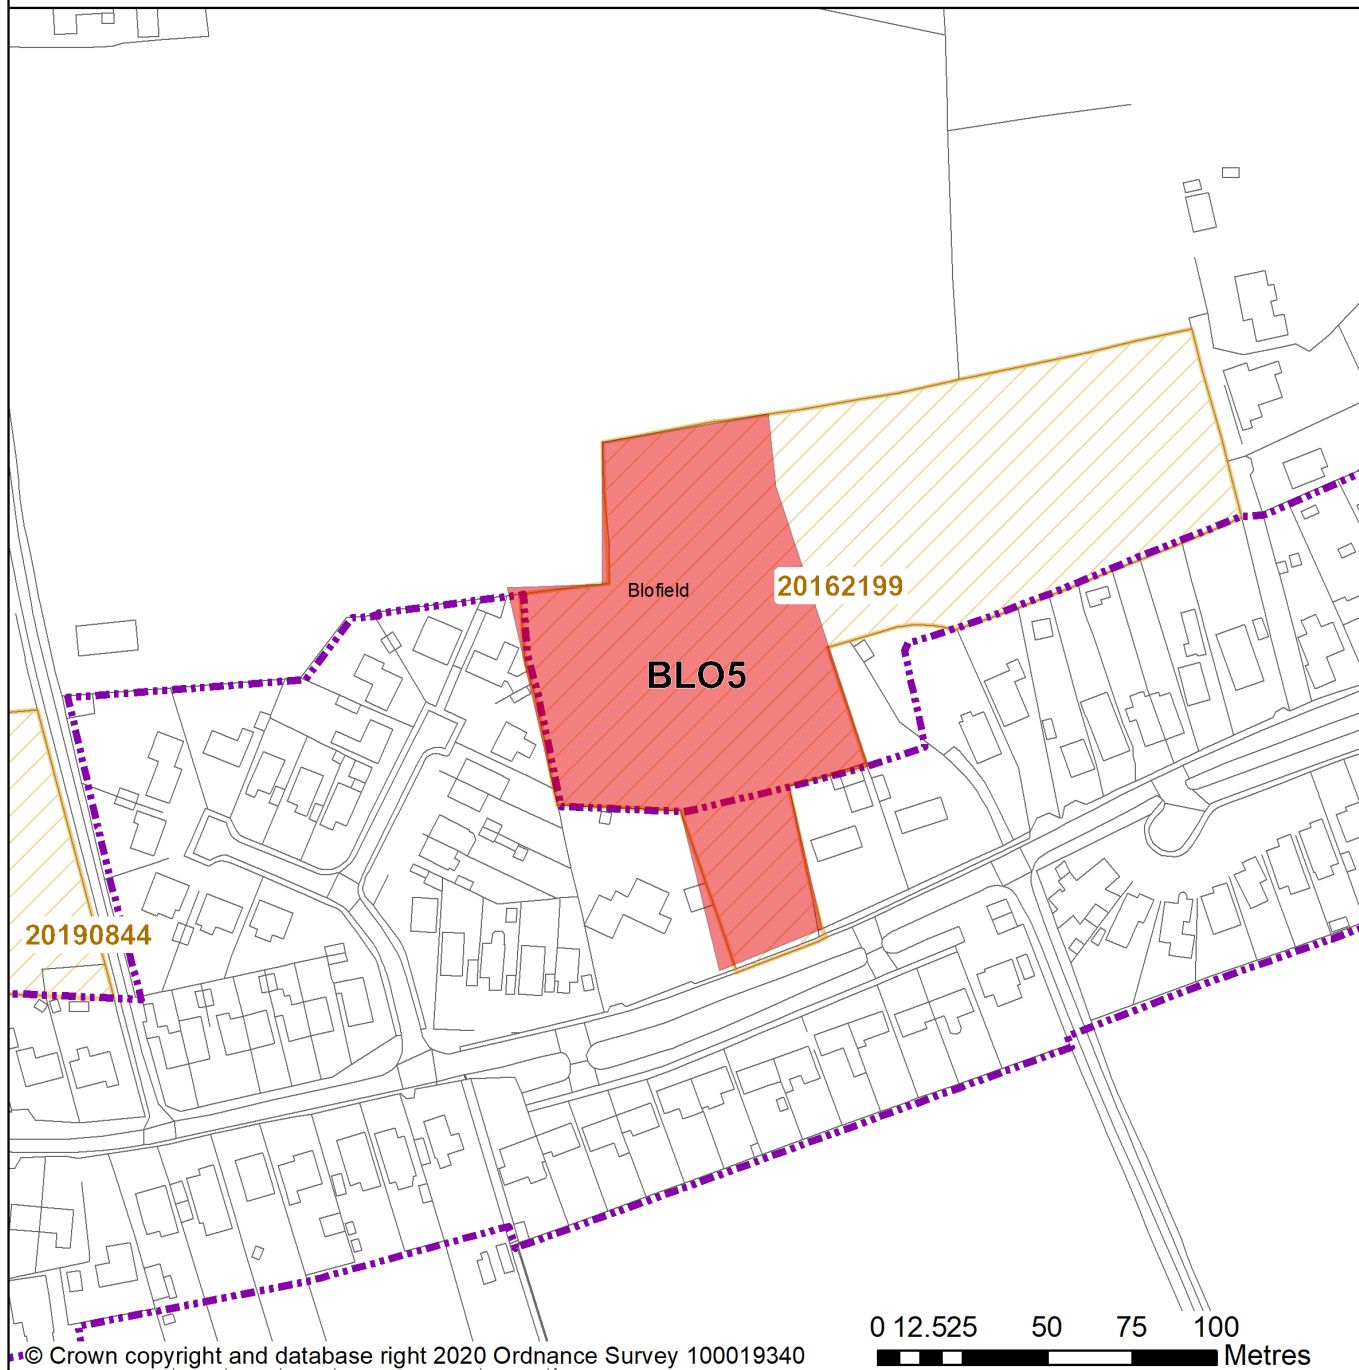 Blofield
20162199
BLO5
20190844
0 12.525 50 75 100
Metres
© Crown copyright and database right 2020 Ordnance Survey 100019340